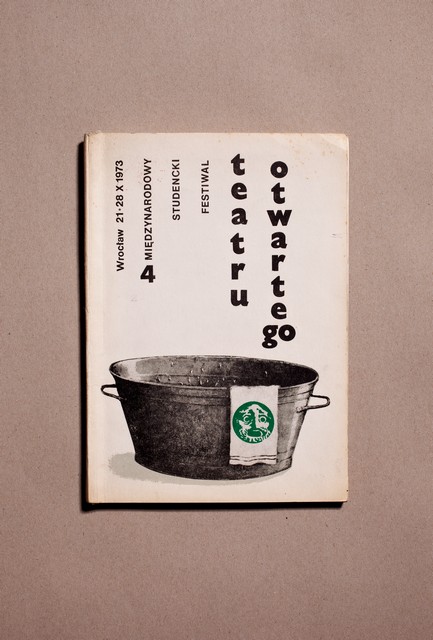 Wrocław 21-28 X 1973
4 MIĘDZYNARODOWY
STUDENCKI
FESTIWAL
teatru
otwartego